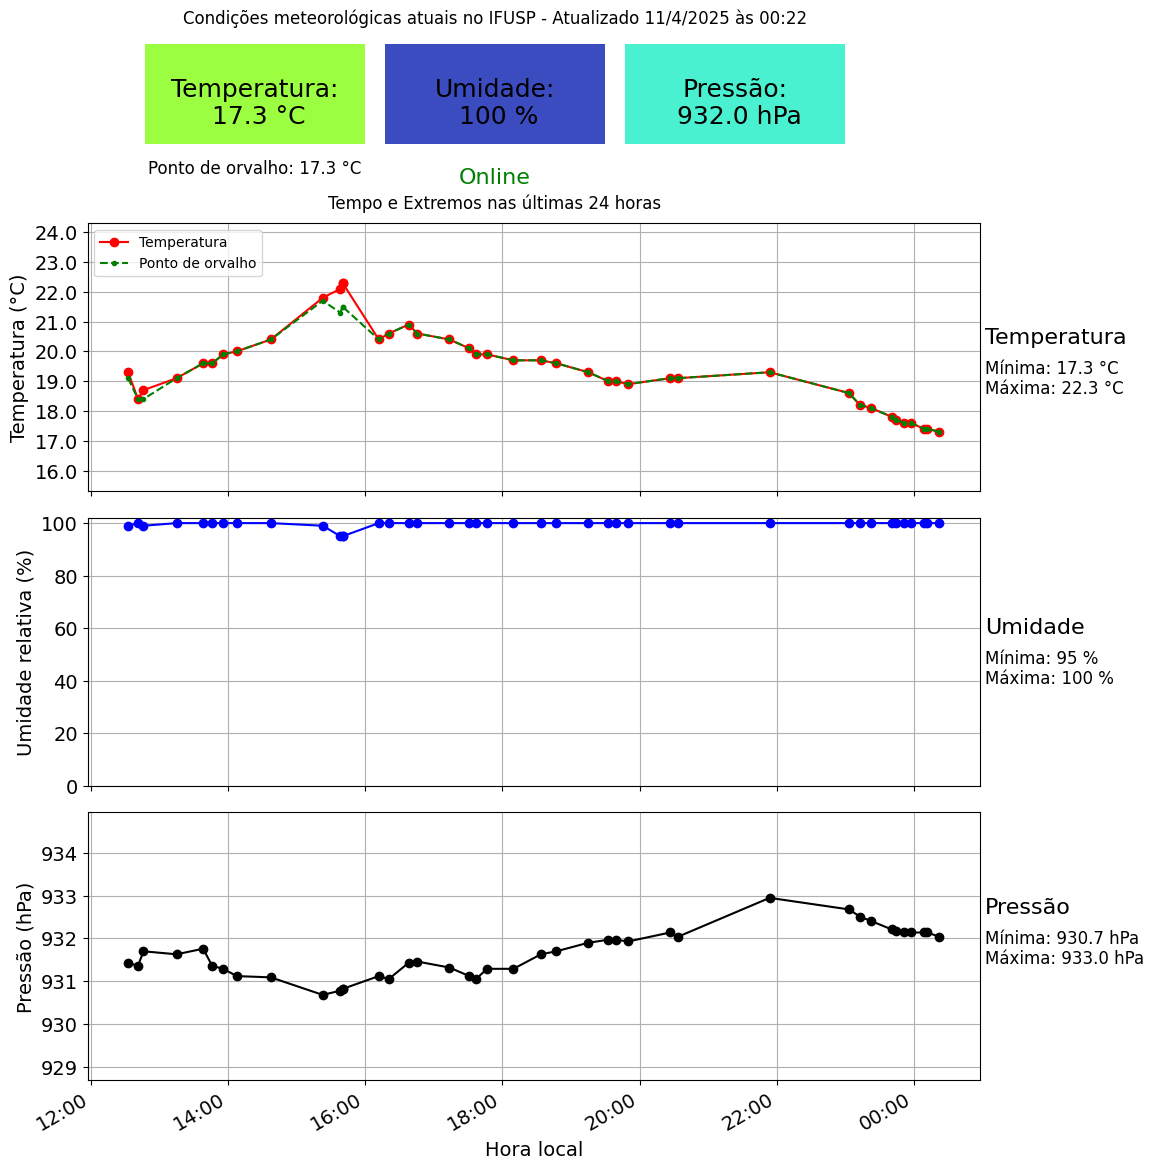 Condições meteorológicas atuais no IFUSP - Atualizado 11/4/2025 às 00:22
Temperatura:
17.3 °C
Umidade:
100 %
Pressão:
932.0 hPa
Ponto de orvalho: 17.3 °C
Online
Tempo e Extremos nas últimas 24 horas
Temperatura (°C)
24.0
23.0
22.0
21.0
20.0
19.0
18.0
17.0
16.0
Temperatura
Ponto de orvalho
Temperatura
Mínima: 17.3 °C
Máxima: 22.3 °C
Umidade relativa (%)
100
80
60
40
20
0
Umidade
Mínima: 95 %
Máxima: 100 %
Pressão (hPa)
934
933
932
931
930
929
Pressão
Mínima: 930.7 hPa
Máxima: 933.0 hPa
12:00
14:00
16:00
18:00
20:00
22:00
00:00
Hora local